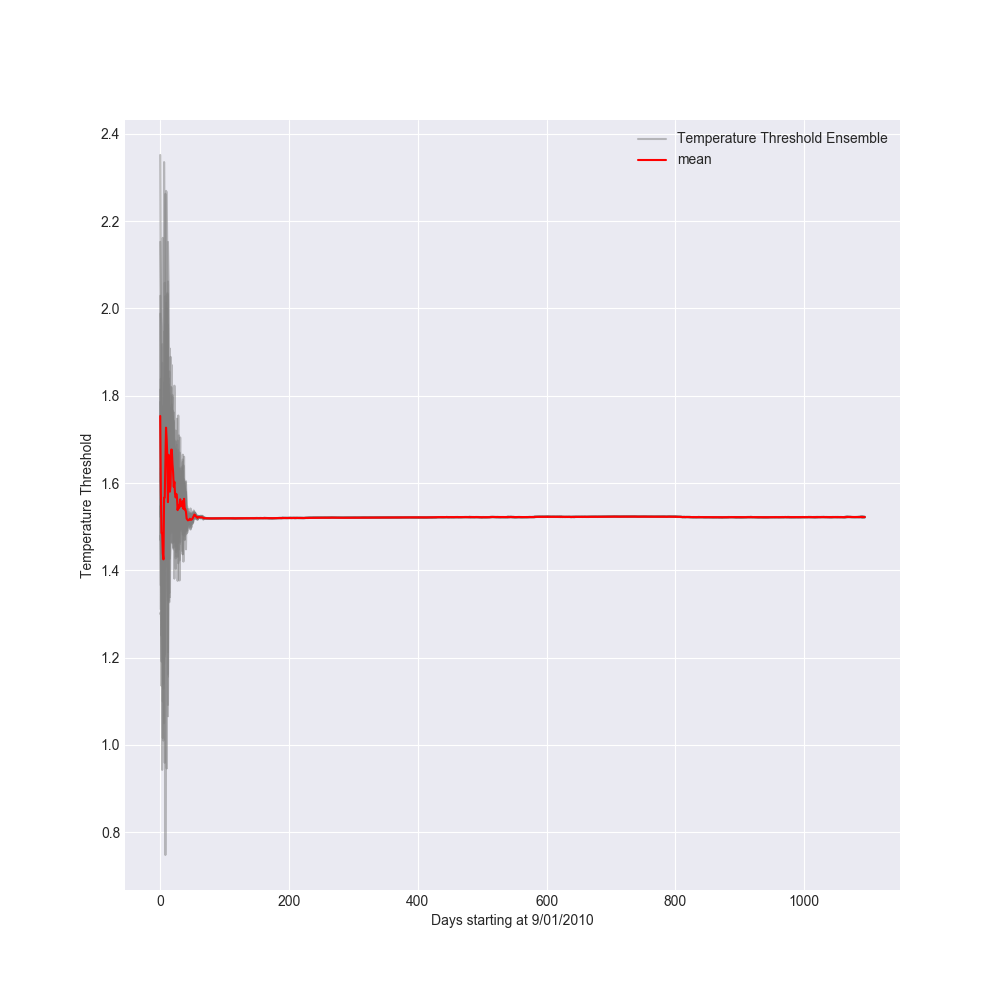 2.4
2.2
2.0
1.8
1.6
1.4
1.2
1.0
0.8
Temperature Threshold
Temperature Threshold Ensemble
mean
0 200 400 600 800 1000
Days starting at 9/01/2010